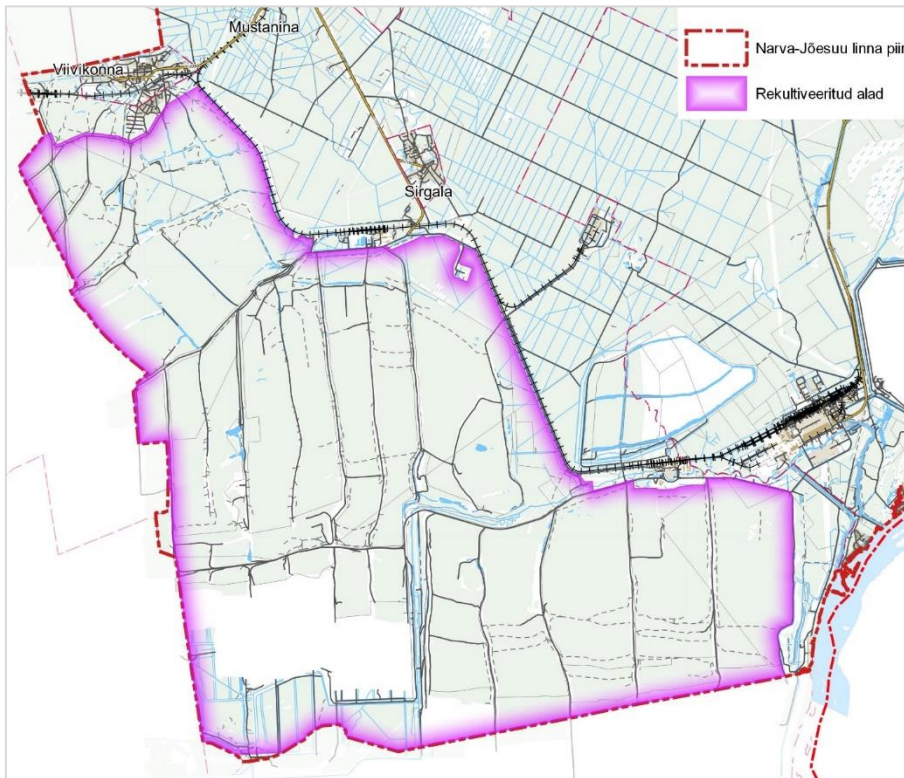 Mustanina
Viivikonna
Sirgala
Narva-Jõesuu linna piir
Rekultiveeritud alad